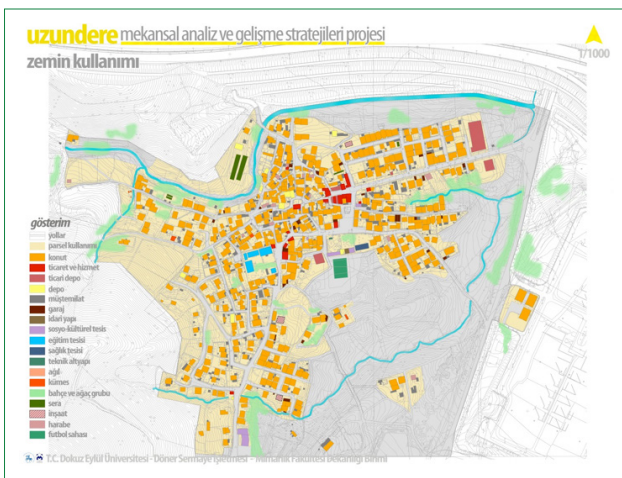 uzundere mekansal analiz ve gelişme stratejileri projesi
zemin kullanımı
1/1000
gösterim
yollar
parsel kullanımı
konut
ticaret ve hizmet
ticari depo
depo
müştemilat
garaj
idari yapı
sosyo-kültürel tesis
eğitim tesisi
sağlık tesisi
teknik altyapı
ağıl
kümes
bahçe ve ağaç grubu
sera
inşaat
harabe
futbol sahası
T.C. Dokuz Eylül Üniversitesi - Döner Sermaye İşletmesi – Mimarlık Fakültesi Dekanlığı Birimi